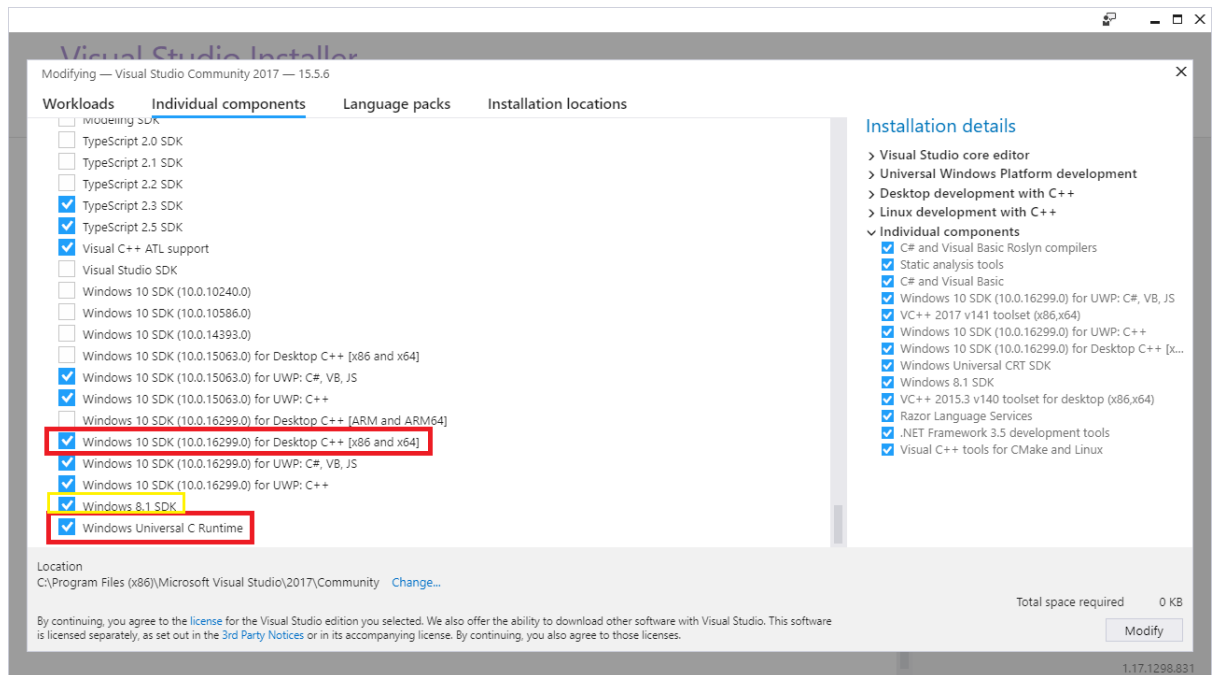 Visual Studio Installer
Modifying — Visual Studio Community 2017 — 15.5.6
Workloads Individual components Language packs Installation locations
Modeling SDK
TypeScript 2.0 SDK
TypeScript 2.1 SDK
TypeScript 2.2 SDK
TypeScript 2.3 SDK
TypeScript 2.5 SDK
Visual C++ ATL support
Visual Studio SDK
Windows 10 SDK (10.0.10240.0)
Windows 10 SDK (10.0.10586.0)
Windows 10 SDK (10.0.14393.0)
Windows 10 SDK (10.0.15063.0) for Desktop C++ [x86 and x64]
Windows 10 SDK (10.0.15063.0) for UWP: C#, VB, JS
Windows 10 SDK (10.0.15063.0) for UWP: C++
Windows 10 SDK (10.0.16299.0) for Desktop C++ [ARM and ARM64]
Windows 10 SDK (10.0.16299.0) for Desktop C++ [x86 and x64]
Windows 10 SDK (10.0.16299.0) for UWP: C#, VB, JS
Windows 10 SDK (10.0.16299.0) for UWP: C++
Windows 8.1 SDK
Windows Universal C Runtime
Installation details
Visual Studio core editor
Universal Windows Platform development
Desktop development with C++
Linux development with C++
Individual components
C# and Visual Basic Roslyn compilers
Static analysis tools
C# and Visual Basic
Windows 10 SDK (10.0.16299.0) for UWP: C#, VB, JS
VC++ 2017 v141 toolset (x86,x64)
Windows 10 SDK (10.0.16299.0) for UWP: C++
Windows 10 SDK (10.0.16299.0) for Desktop C++ [x...
Windows Universal CRT SDK
Windows 8.1 SDK
VC++ 2015.3 v140 toolset for desktop (x86,x64)
Razor Language Services
.NET Framework 3.5 development tools
Visual C++ tools for CMake and Linux
Location
C:\Program Files (x86)\Microsoft Visual Studio\2017\Community Change...
Total space required 0 KB
By continuing, you agree to the license for the Visual Studio edition you selected. We also offer the ability to download other software with Visual Studio. This software
is licensed separately, as set out in the 3rd Party Notices or in its accompanying license. By continuing, you also agree to those licenses.
Modify
1.17.1298.831